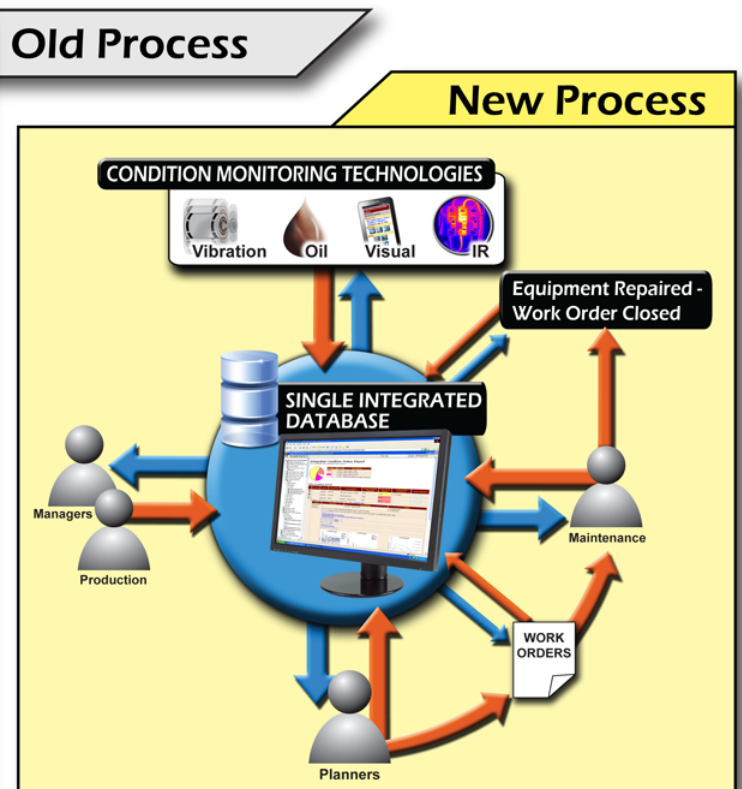 Old Process
New Process
CONDITION MONITORING TECHNOLOGIES
Vibration Oil Visual IR
Equipment Repaired -
Work Order Closed
SINGLE INTEGRATED
DATABASE
Managers
Production
Maintenance
WORK
ORDERS
Planners